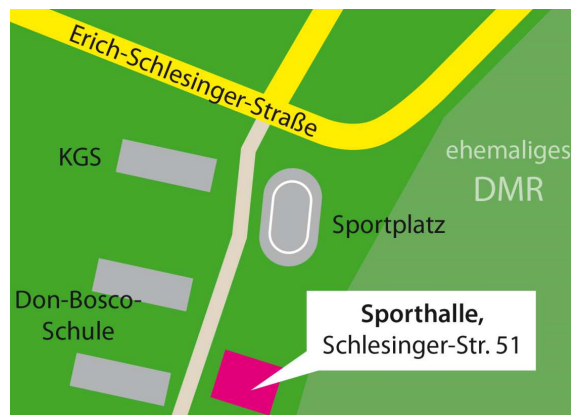 Erich-Schlesinger-Straße
KGS
ehemaliges
DMR
Sportplatz
Don-Bosco-
Schule
Sporthalle,
Schlesinger-Str. 51